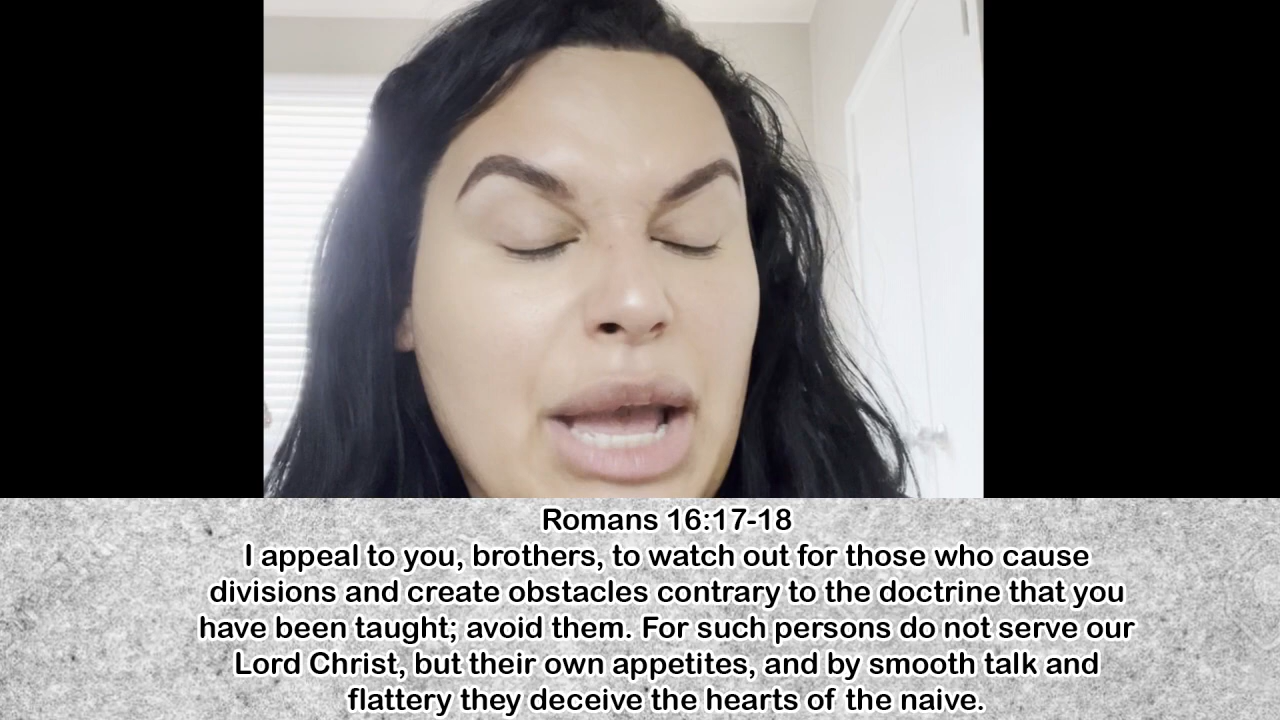 Romans 16:17-18
I appeal to you, brothers, to watch out for those who cause
divisions and create obstacles contrary to the doctrine that you
have been taught; avoid them. For such persons do not serve our
Lord Christ, but their own appetites, and by smooth talk and
flattery they deceive the hearts of the naive.